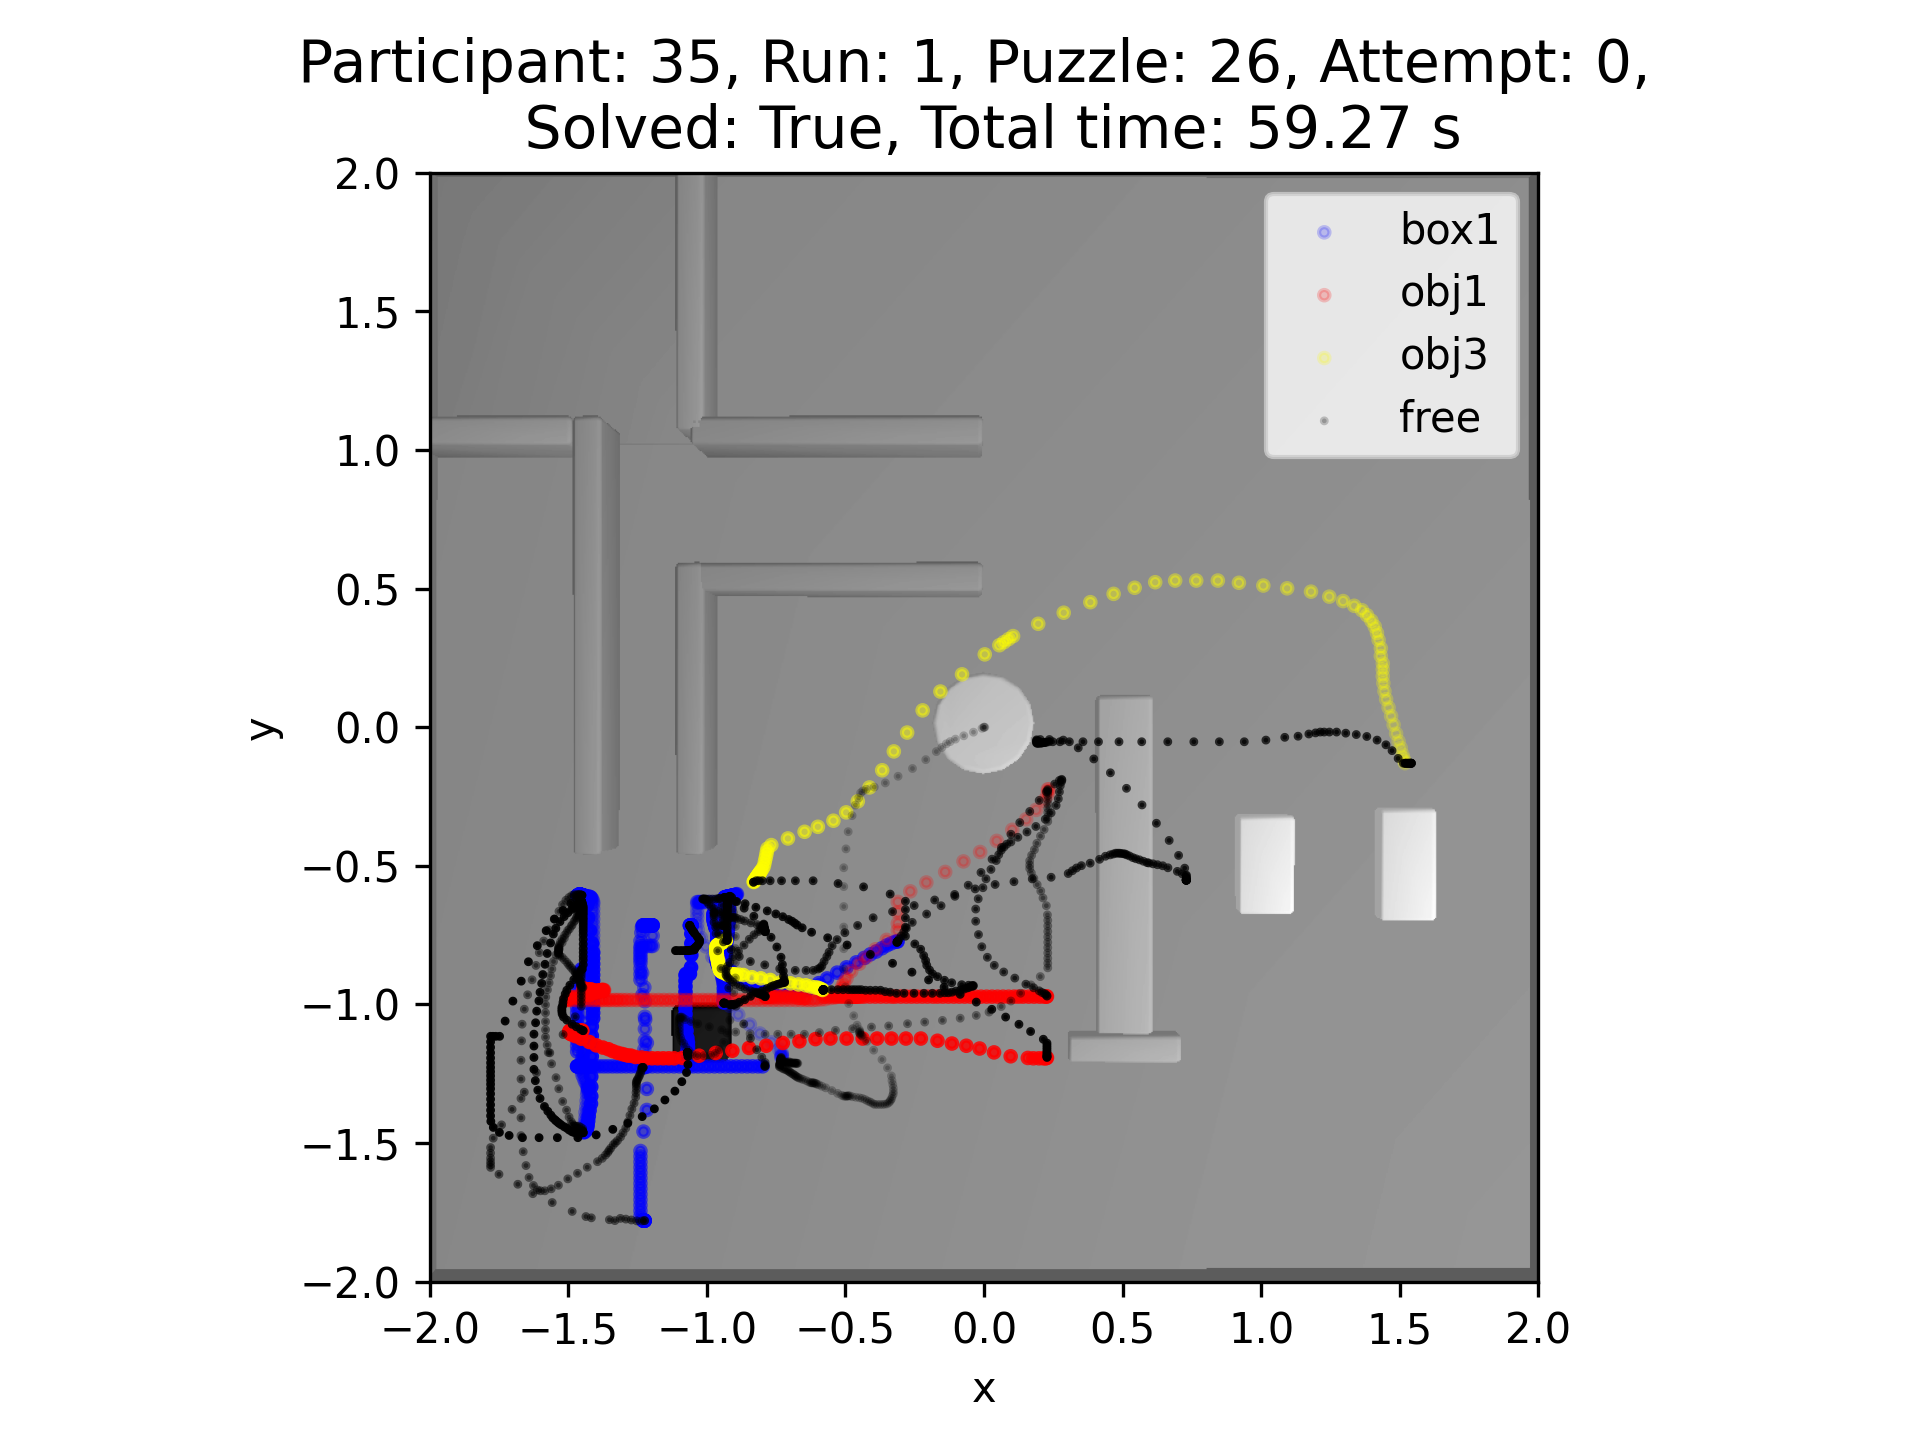 Participant: 35, Run: 1, Puzzle: 26, Attempt: 0,
Solved: True, Total time: 59.27 s
2.0
1.5
1.0
0.5
0.0
−0.5
−1.0
−1.5
−2.0
y
box1
obj1
obj3
free
−2.0 −1.5 −1.0 −0.5 0.0 0.5 1.0 1.5 2.0
x